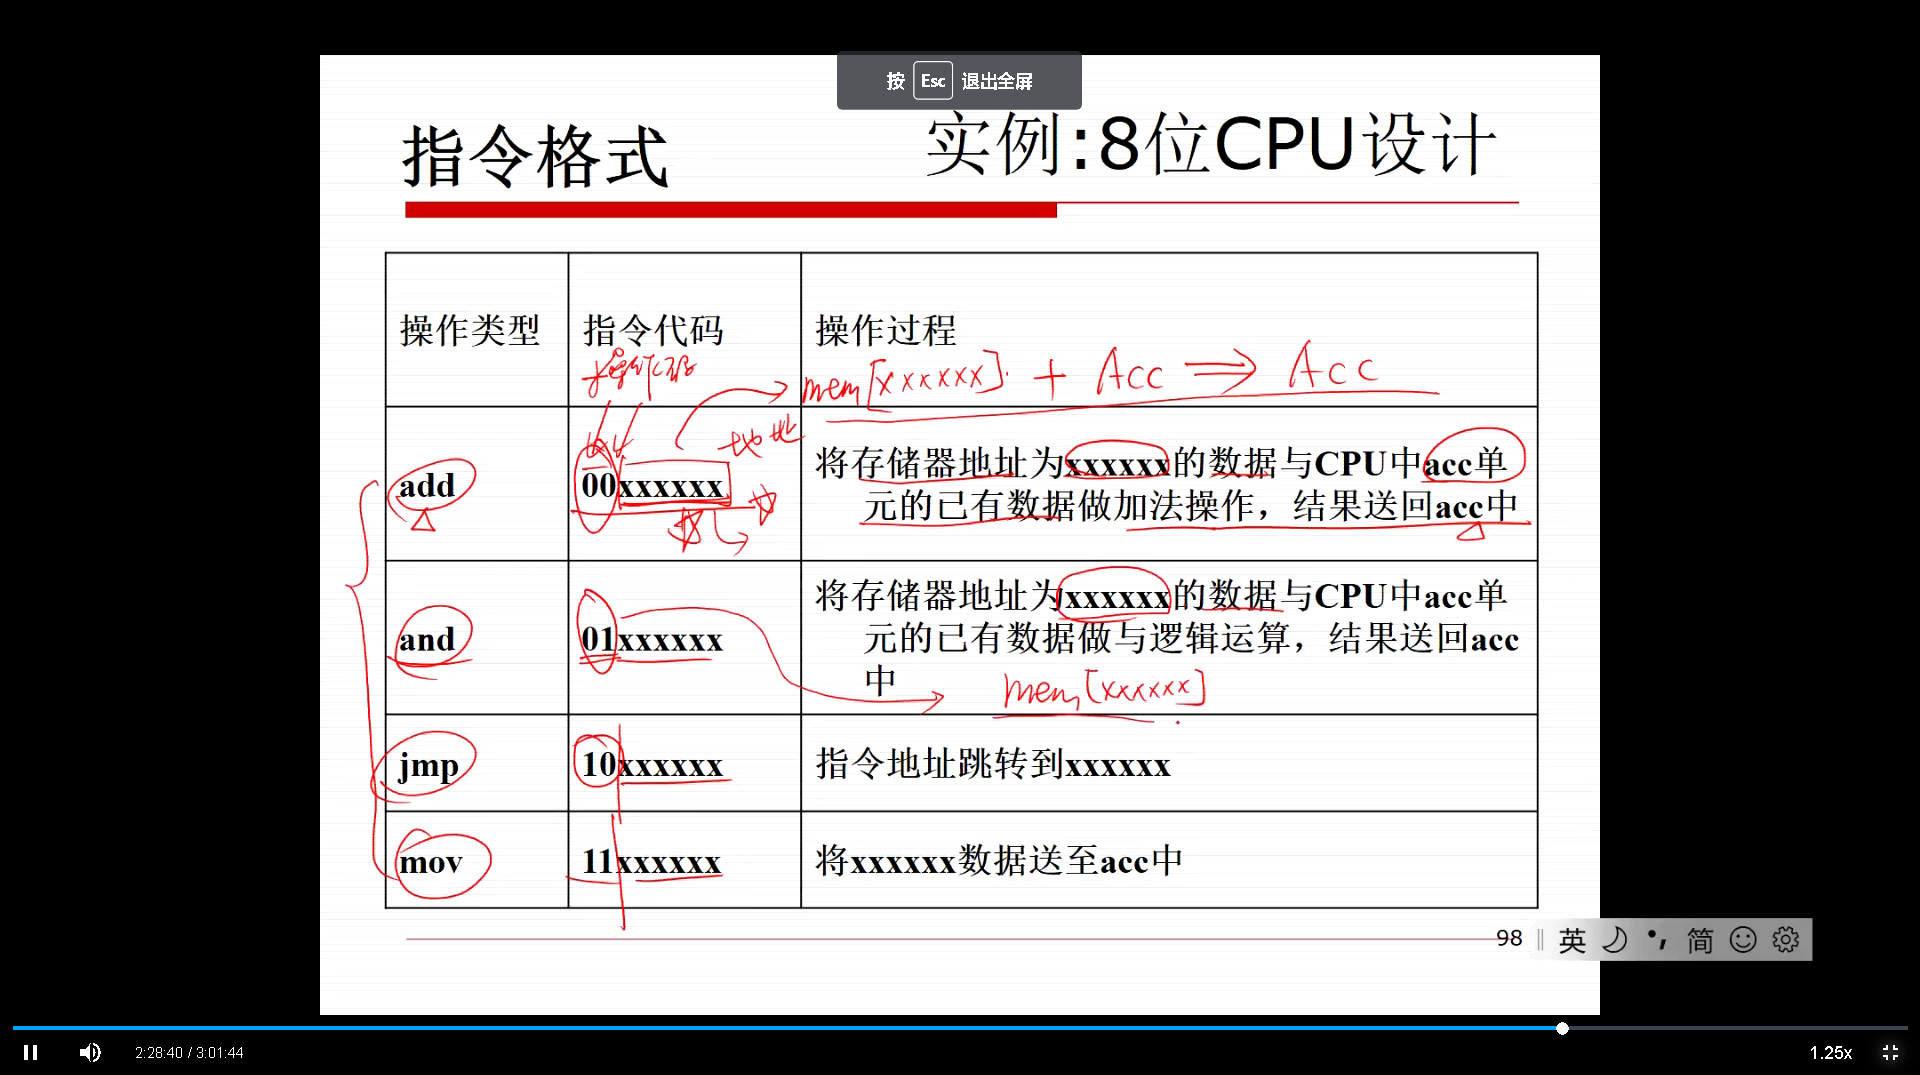 按 Esc 退出全屏
指令格式
实例:8位CPU设计
操作类型 指令代码 操作过程
操作码
mem[xxxxxx] + Acc ⇒ Acc
地址
add 00xxxxxx 将存储器地址为xxxxxx的数据与CPU中acc单
元的已有数据做加法操作，结果送回acc中
and 01xxxxxx 将存储器地址为xxxxxx的数据与CPU中acc单
元的已有数据做与逻辑运算，结果送回acc
中
mem[xxxxxx]
jmp 10xxxxxx 指令地址跳转到xxxxxx
mov 11xxxxxx 将xxxxxx数据送至acc中
98
英 简
2:28:40 / 3:01:44
1.25x